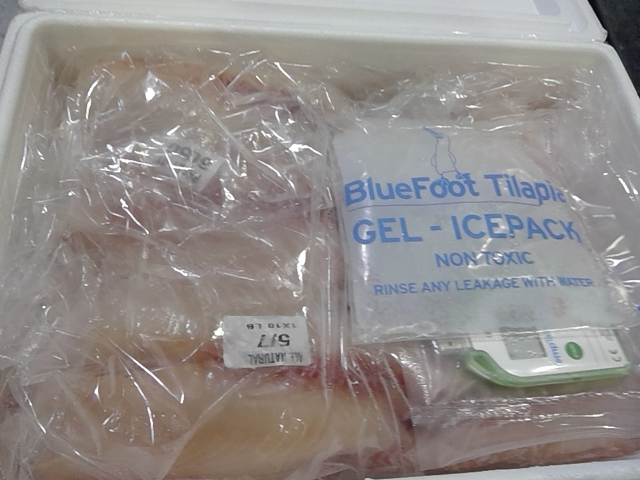 BlueFoot Tilapia
GEL - ICEPACK
NON TOXIC
RINSE ANY LEAKAGE WITH WATER
ALL NATURAL
5/7
1X10 LB